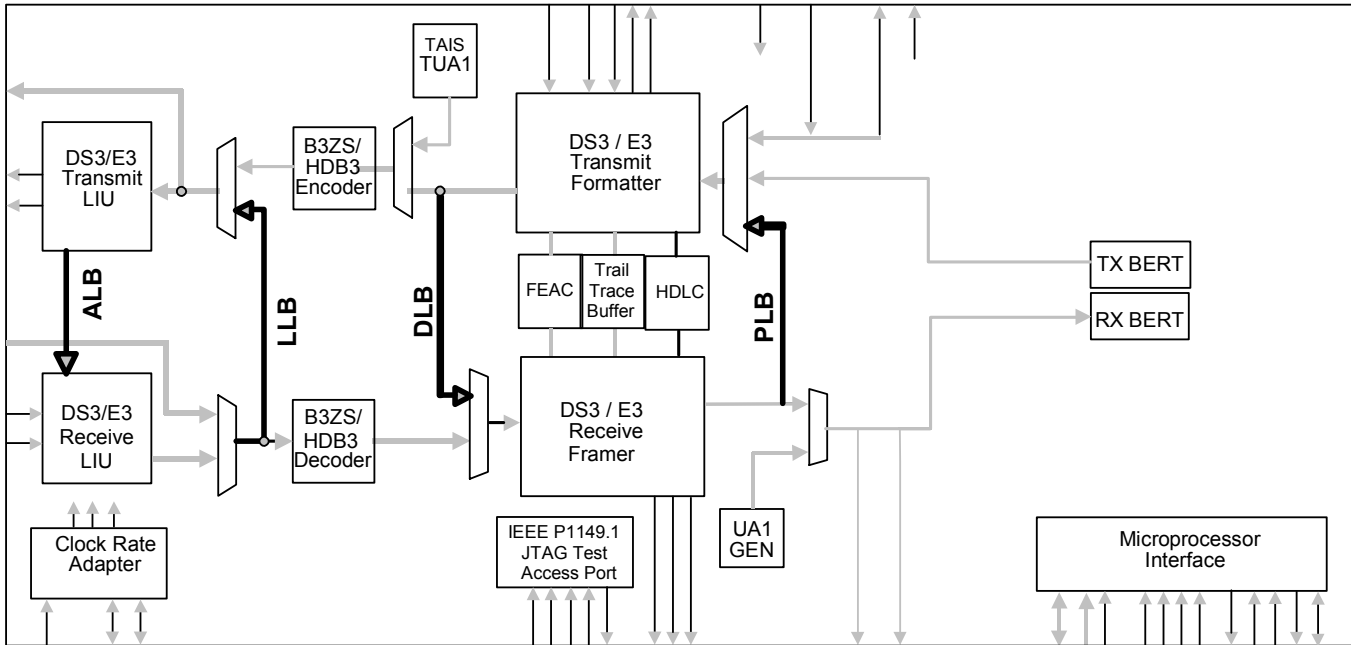 TAIS
TUA1
DS3/E3
Transmit
LIU
B3ZS/
HDB3
Encoder
DS3 / E3
Transmit
Formatter
ALB
LLB
DLB
FEAC
Trail
Trace
Buffer
HDLC
PLB
TX BERT
RX BERT
DS3/E3
Receive
LIU
B3ZS/
HDB3
Decoder
DS3 / E3
Receive
Framer
Clock Rate
Adapter
IEEE P1149.1
JTAG Test
Access Port
UA1
GEN
Microprocessor
Interface